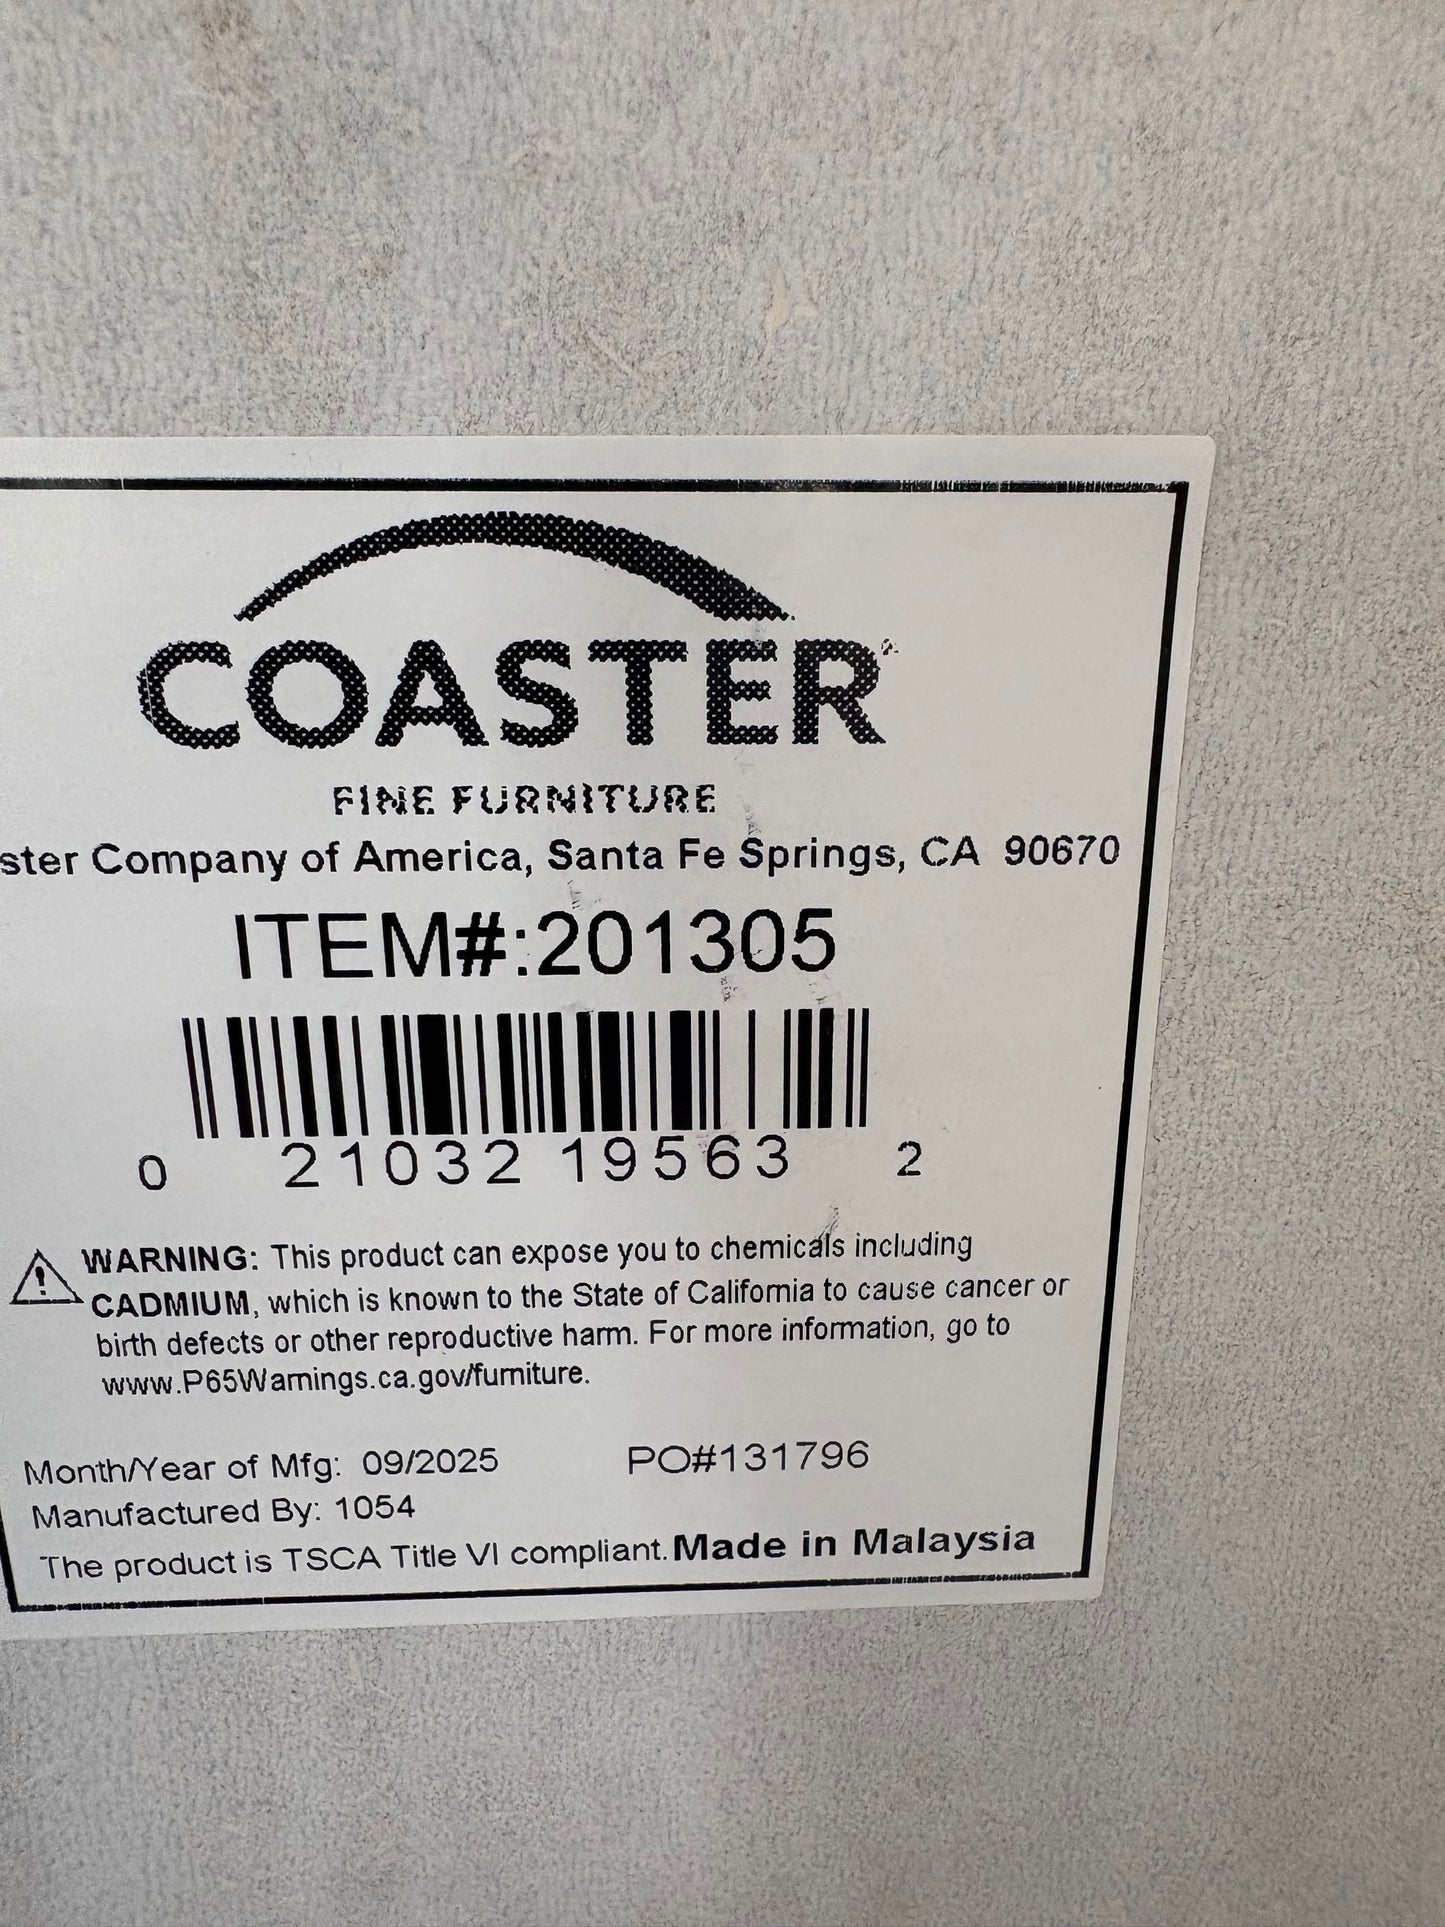 COASTER
FINE FURNITURE
ster Company of America, Santa Fe Springs, CA 90670
ITEM#:201305
0 21032 19563 2
WARNING: This product can expose you to chemicals including
CADMIUM, which is known to the State of California to cause cancer or
birth defects or other reproductive harm. For more information, go to
www.P65Warnings.ca.gov/furniture.
Month/Year of Mfg: 09/2025 PO#131796
Manufactured By: 1054
The product is TSCA Title VI compliant. Made in Malaysia